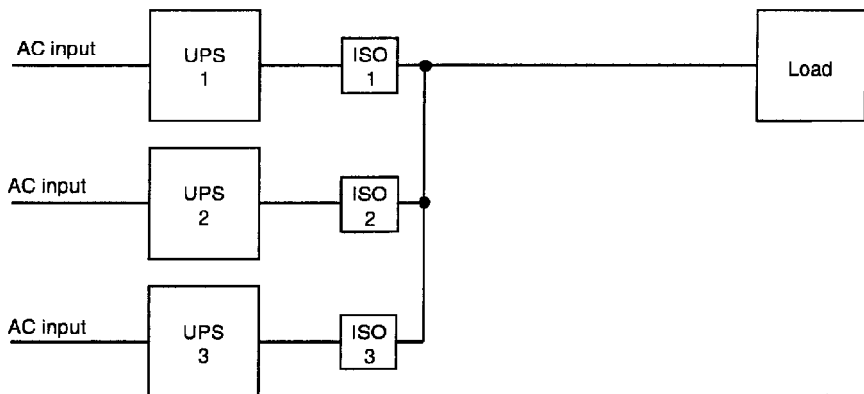 AC input
UPS
1
ISO
1
Load
AC input
UPS
2
ISO
2
AC input
UPS
3
ISO
3